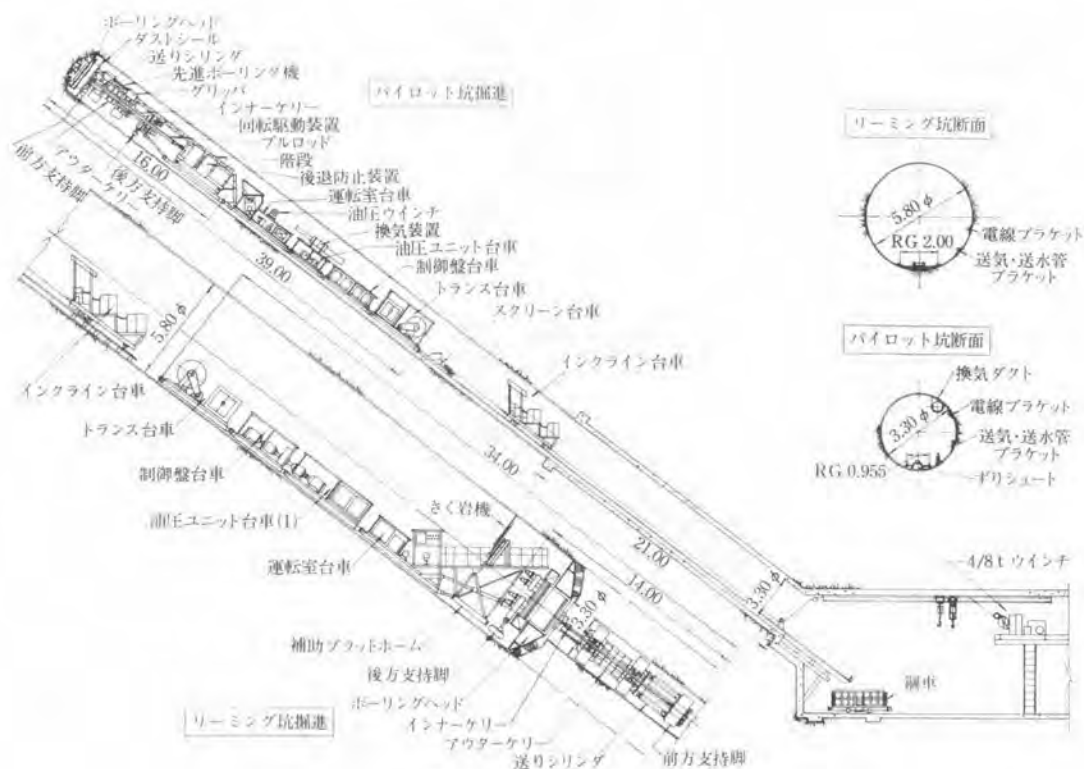 ボーリングヘッド
ダストシール
送りシリング
先進ボーリング機
グリッパ
インナーケリー
回転駆動装置
プルロッド
階段
後退防止装置
運転室台車
油圧ウインチ
換気装置
油圧ユニット台車
制御盤台車
トランス台車
スクリーン台車
インクライン台車
パイロット坑掘進
前方支持脚
アウターケリー
後方支持脚
16.00
39.00
34.00
21.00
14.00
5.80φ
3.30φ
3.30φ
インクライン台車
トランス台車
制御盤台車
油圧ユニット台車(1)
運転室台車
さく岩機
補助プラットホーム
後方支持脚
ボーリングヘッド
インナーケリー
アウターケリー
送りシリンダ
前方支持脚
リーミング坑掘進
リーミング坑断面
5.80φ
RG 2.00
電線ブラケット
送気・送水管
ブラケット
パイロット坑断面
換気ダクト
3.30φ
電線ブラケット
送気・送水管
ブラケット
RG 0.955
ずりシュート
4/8tウインチ
鋼車